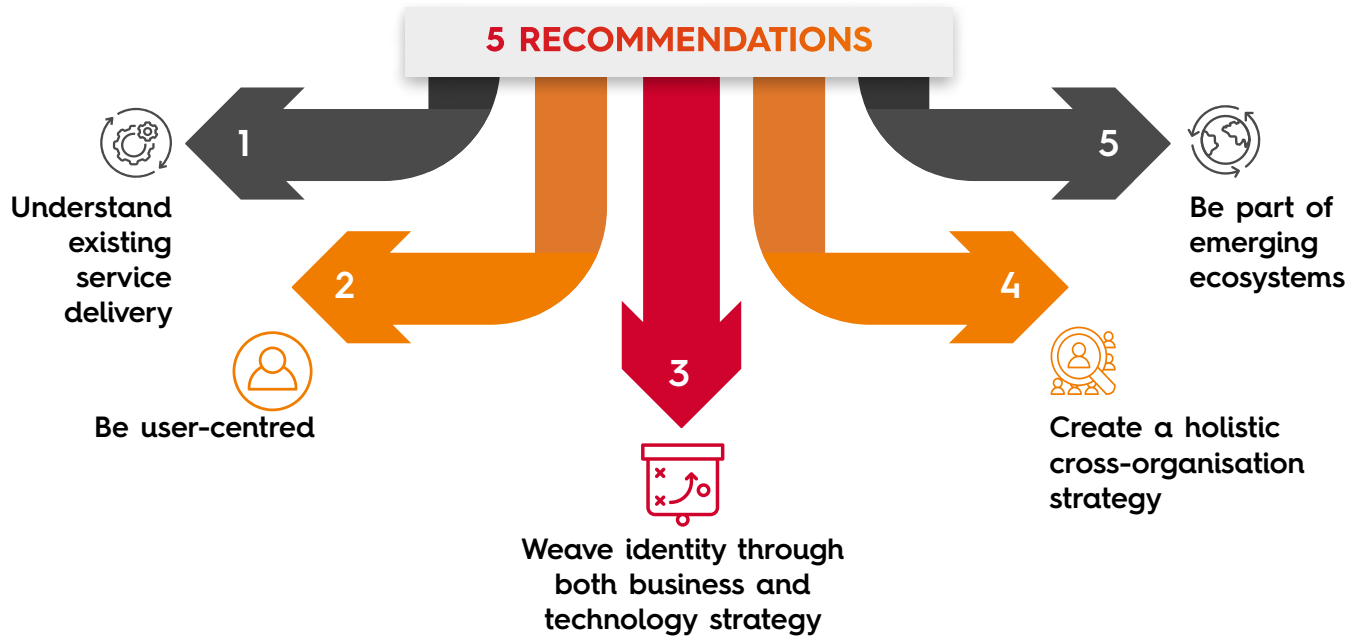 5 RECOMMENDATIONS
1
Understand
existing
service
delivery
2
Be user-centred
3
Weave identity through
both business and
technology strategy
4
Create a holistic
cross-organisation
strategy
5
Be part of
emerging
ecosystems